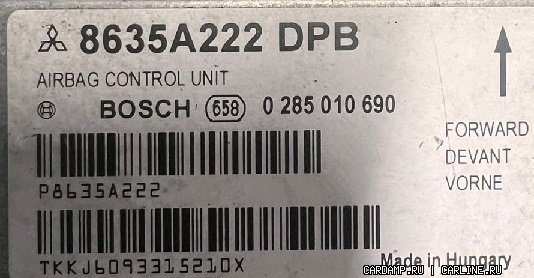 8635A222 DPB
AIRBAG CONTROL UNIT
BOSCH 658 0 285 010 690
FORWARD
DEVANT
VORNE
P8635A222
TKKJ6093315210X
Made in Hungary
CARDAMP.RU | CARLINE.RU